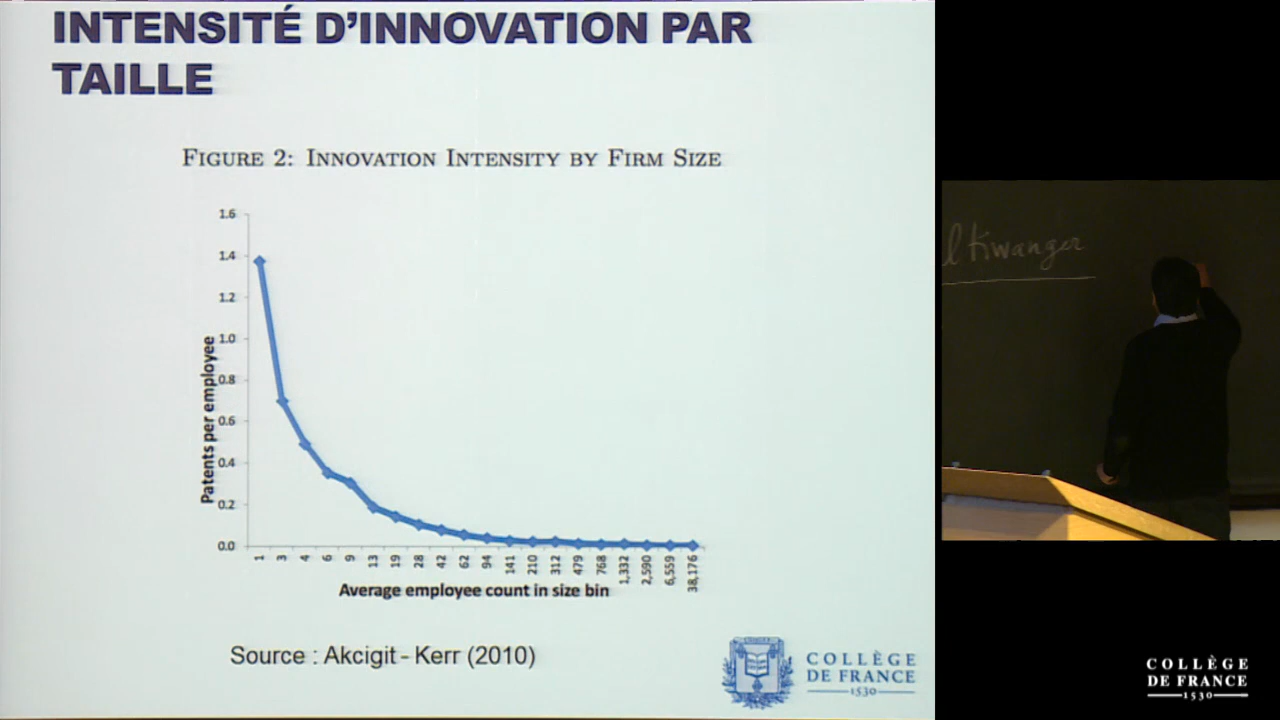 INTENSITÉ D'INNOVATION PAR
TAILLE
FIGURE 2: INNOVATION INTENSITY BY FIRM SIZE
1.6
1.4
1.2
1.0
0.8
0.6
0.4
0.2
0.0
Patents per employee
1 3 4 6 9 13 19 28 42 62 94 141 210 312 479 768 1,332 2,590 6,559 38,176
Average employee count in size bin
Source : Akcigit - Kerr (2010)
COLLÈGE
DE FRANCE
1530
l Kwanger
COLLÈGE
DE FRANCE
1530